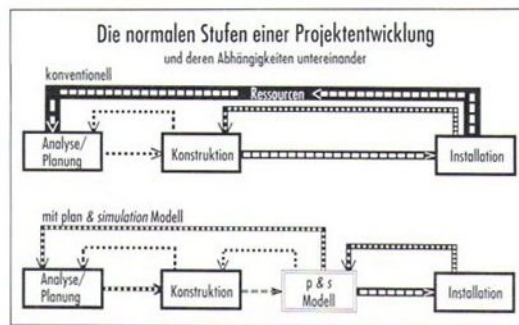 Die normalen Stufen einer Projektentwicklung
und deren Abhängigkeiten untereinander
konventionell
Ressourcen
Analyse/
Planung
Konstruktion
Installation
mit plan & simulation Modell
Analyse/
Planung
Konstruktion
p & s
Modell
Installation